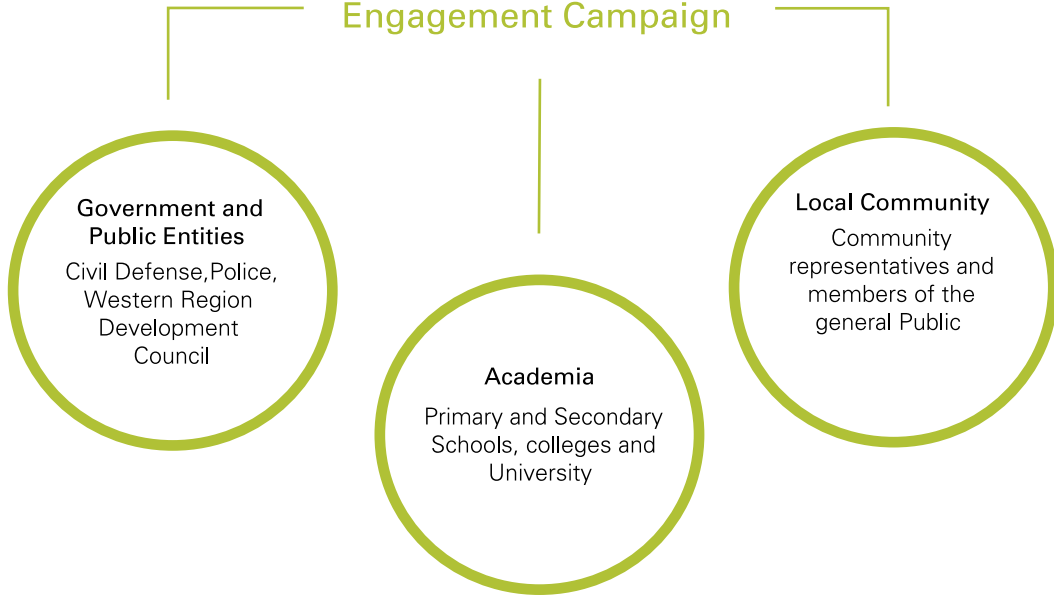 Engagement Campaign
Government and
Public Entities
Civil Defense,Police,
Western Region
Development
Council
Academia
Primary and Secondary
Schools, colleges and
University
Local Community
Community
representatives and
members of the
general Public